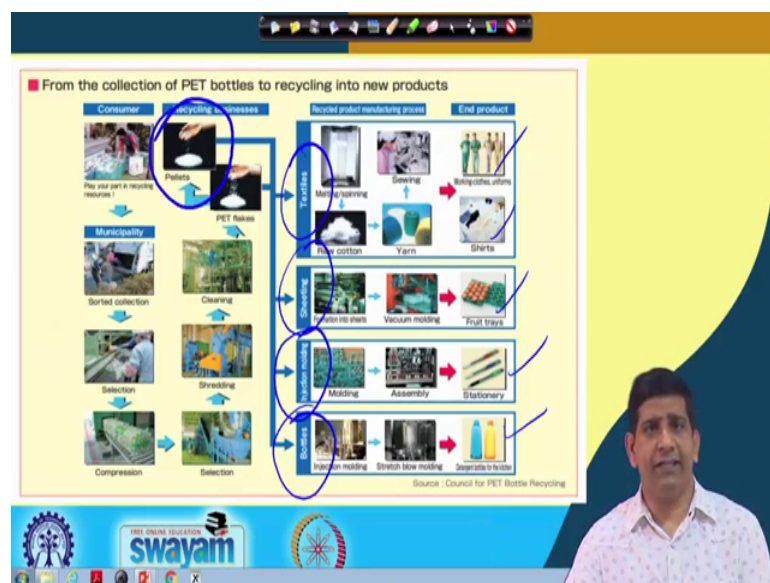 From the collection of PET bottles to recycling into new products
Consumer
Recycling businesses
Recycled product manufacturing process
End product
Play your part in recycling
resources !
Pellets
PET flakes
Municipality
Sorted collection
Cleaning
Selection
Shredding
Compression
Selection
Textiles
Melting/spinning
Sewing
Working clothes, uniforms
Raw cotton
Yarn
Shirts
Sheeting
Formation into sheets
Vacuum molding
Fruit trays
Injection molding
Molding
Assembly
Stationery
Bottles
Injection molding
Stretch blow molding
Detergent bottles for the kitchen
Source : Council for PET Bottle Recycling
FREE ONLINE EDUCATION
swayam